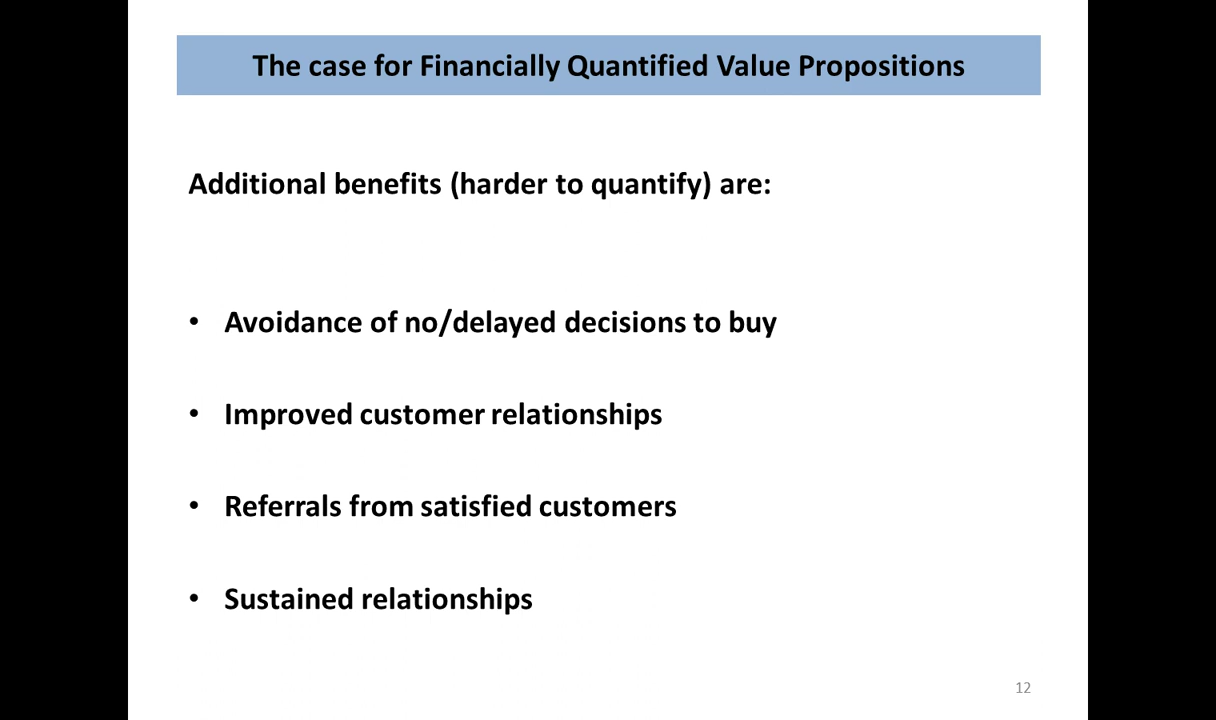 The case for Financially Quantified Value Propositions
Additional benefits (harder to quantify) are:
• Avoidance of no/delayed decisions to buy
• Improved customer relationships
• Referrals from satisfied customers
• Sustained relationships
12